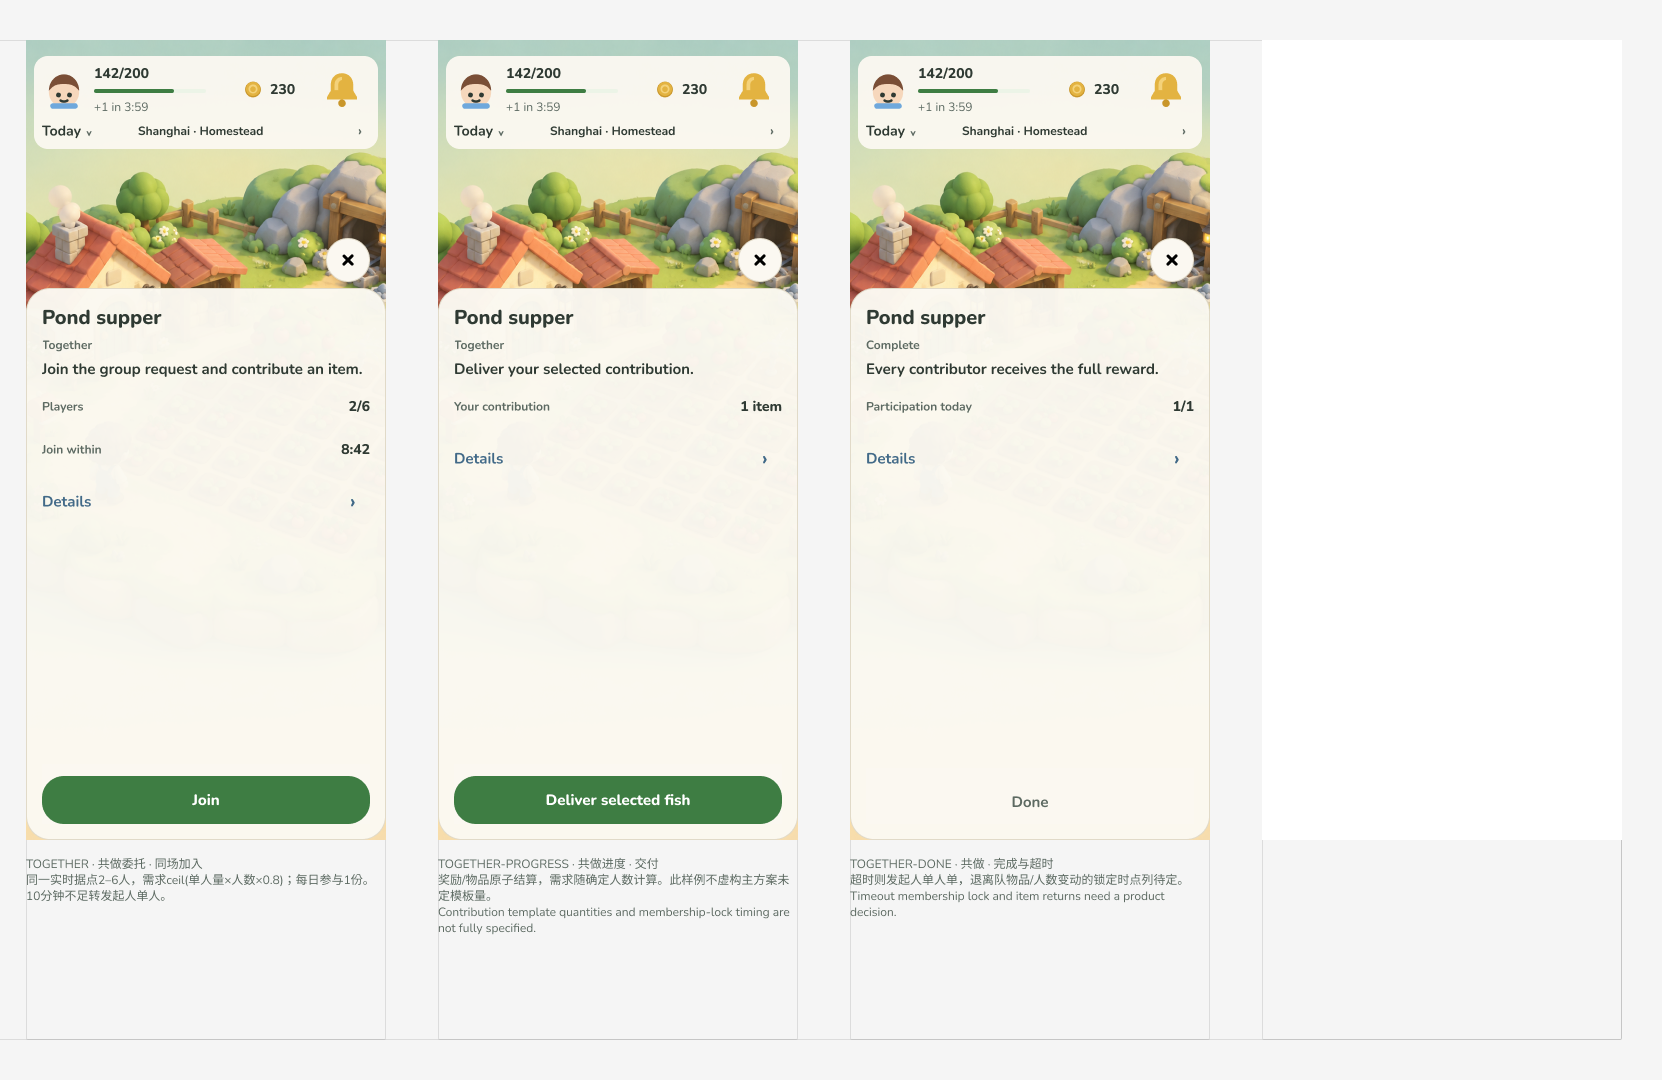 142/200
230
+1 in 3:59
Today v
Shanghai · Homestead ›
Pond supper
Together
Join the group request and contribute an item.
Players 2/6
Join within 8:42
Details ›
Join
TOGETHER · 共做委托 · 同场加入
同一实时据点2–6人，需求ceil(单人量×人数×0.8)；每日参与1份。
10分钟不足转发起人单人。
142/200
230
+1 in 3:59
Today v
Shanghai · Homestead ›
Pond supper
Together
Deliver your selected contribution.
Your contribution 1 item
Details ›
Deliver selected fish
TOGETHER-PROGRESS · 共做进度 · 交付
奖励/物品原子结算，需求随确定人数计算。此样例不虚构主方案未
定模板量。
Contribution template quantities and membership-lock timing are
not fully specified.
142/200
230
+1 in 3:59
Today v
Shanghai · Homestead ›
Pond supper
Complete
Every contributor receives the full reward.
Participation today 1/1
Details ›
Done
TOGETHER-DONE · 共做 · 完成与超时
超时则发起人单人单，退离队物品/人数变动的锁定时点列待定。
Timeout membership lock and item returns need a product
decision.